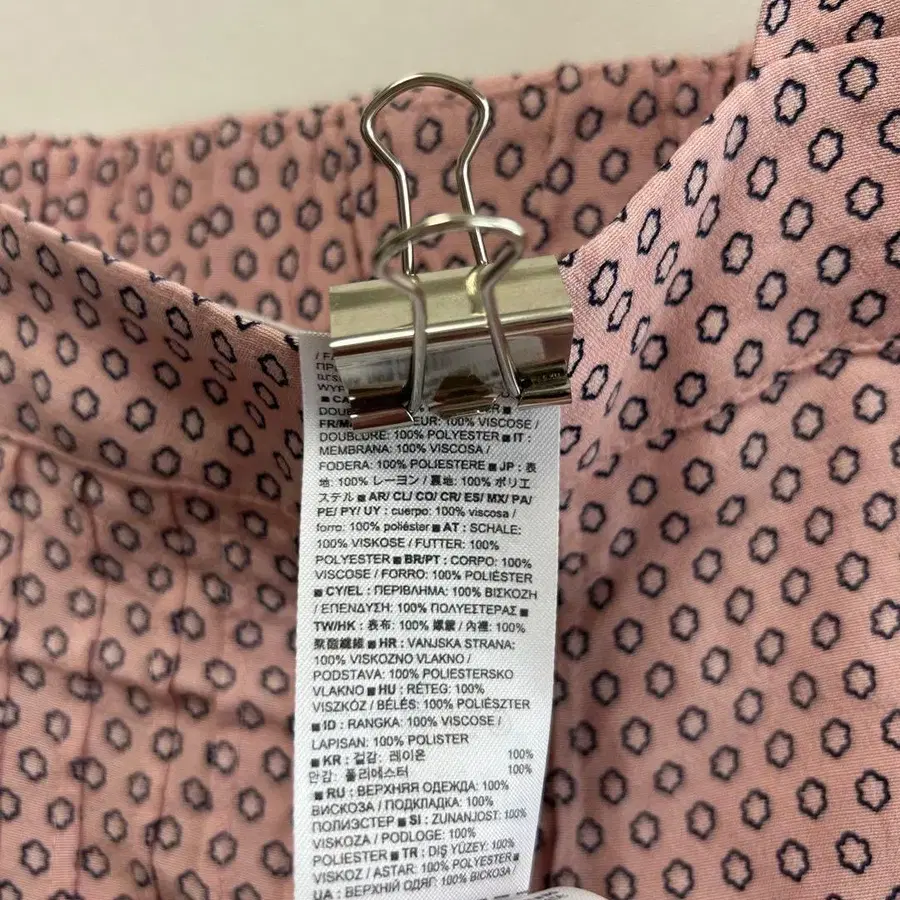 WYP
■ CA
DOU
FR/M EUR: 100% VISCOSE /
DOUBLURE: 100% POLYESTER ■ IT :
MEMBRANA: 100% VISCOSA /
FODERA: 100% POLIESTERE ■ JP : 表
地: 100% レーヨン / 裏地: 100% ポリエ
ステル ■ AR/ CL/ CO/ CR/ ES/ MX/ PA/
PE/ PY/ UY : cuerpo: 100% viscosa /
forro: 100% poliéster ■ AT : SCHALE:
100% VISKOSE / FUTTER: 100%
POLYESTER ■ BR/PT : CORPO: 100%
VISCOSE / FORRO: 100% POLIÉSTER
■ CY/EL : ΠΕΡΙΒΛΗΜΑ: 100% ΒΙΣΚΟΖΗ
/ ΕΠΕΝΔΥΣΗ: 100% ΠΟΛΥΕΣΤΕΡΑΣ ■
TW/HK : 表布: 100% 嫘縈 / 內裡: 100%
聚酯纖維 ■ HR : VANJSKA STRANA:
100% VISKOZNO VLAKNO /
PODSTAVA: 100% POLIESTERSKO
VLAKNO ■ HU : RÉTEG: 100%
VISZKÓZ / BÉLÉS: 100% POLIÉSZTER
■ ID : RANGKA: 100% VISCOSE /
LAPISAN: 100% POLISTER
■ KR : 겉감: 레이온 100%
안감: 폴리에스터 100%
■ RU : ВЕРХНЯЯ ОДЕЖДА: 100%
ВИСКОЗА / ПОДКЛАДКА: 100%
ПОЛИЭСТЕР ■ SI : ZUNANJOST: 100%
VISKOZA / PODLOGE: 100%
POLIESTER ■ TR : DIŞ YÜZEY: 100%
VISKOZ / ASTAR: 100% POLYESTER ■
UA : ВЕРХНІЙ ОДЯГ: 100% ВІСКОЗА /